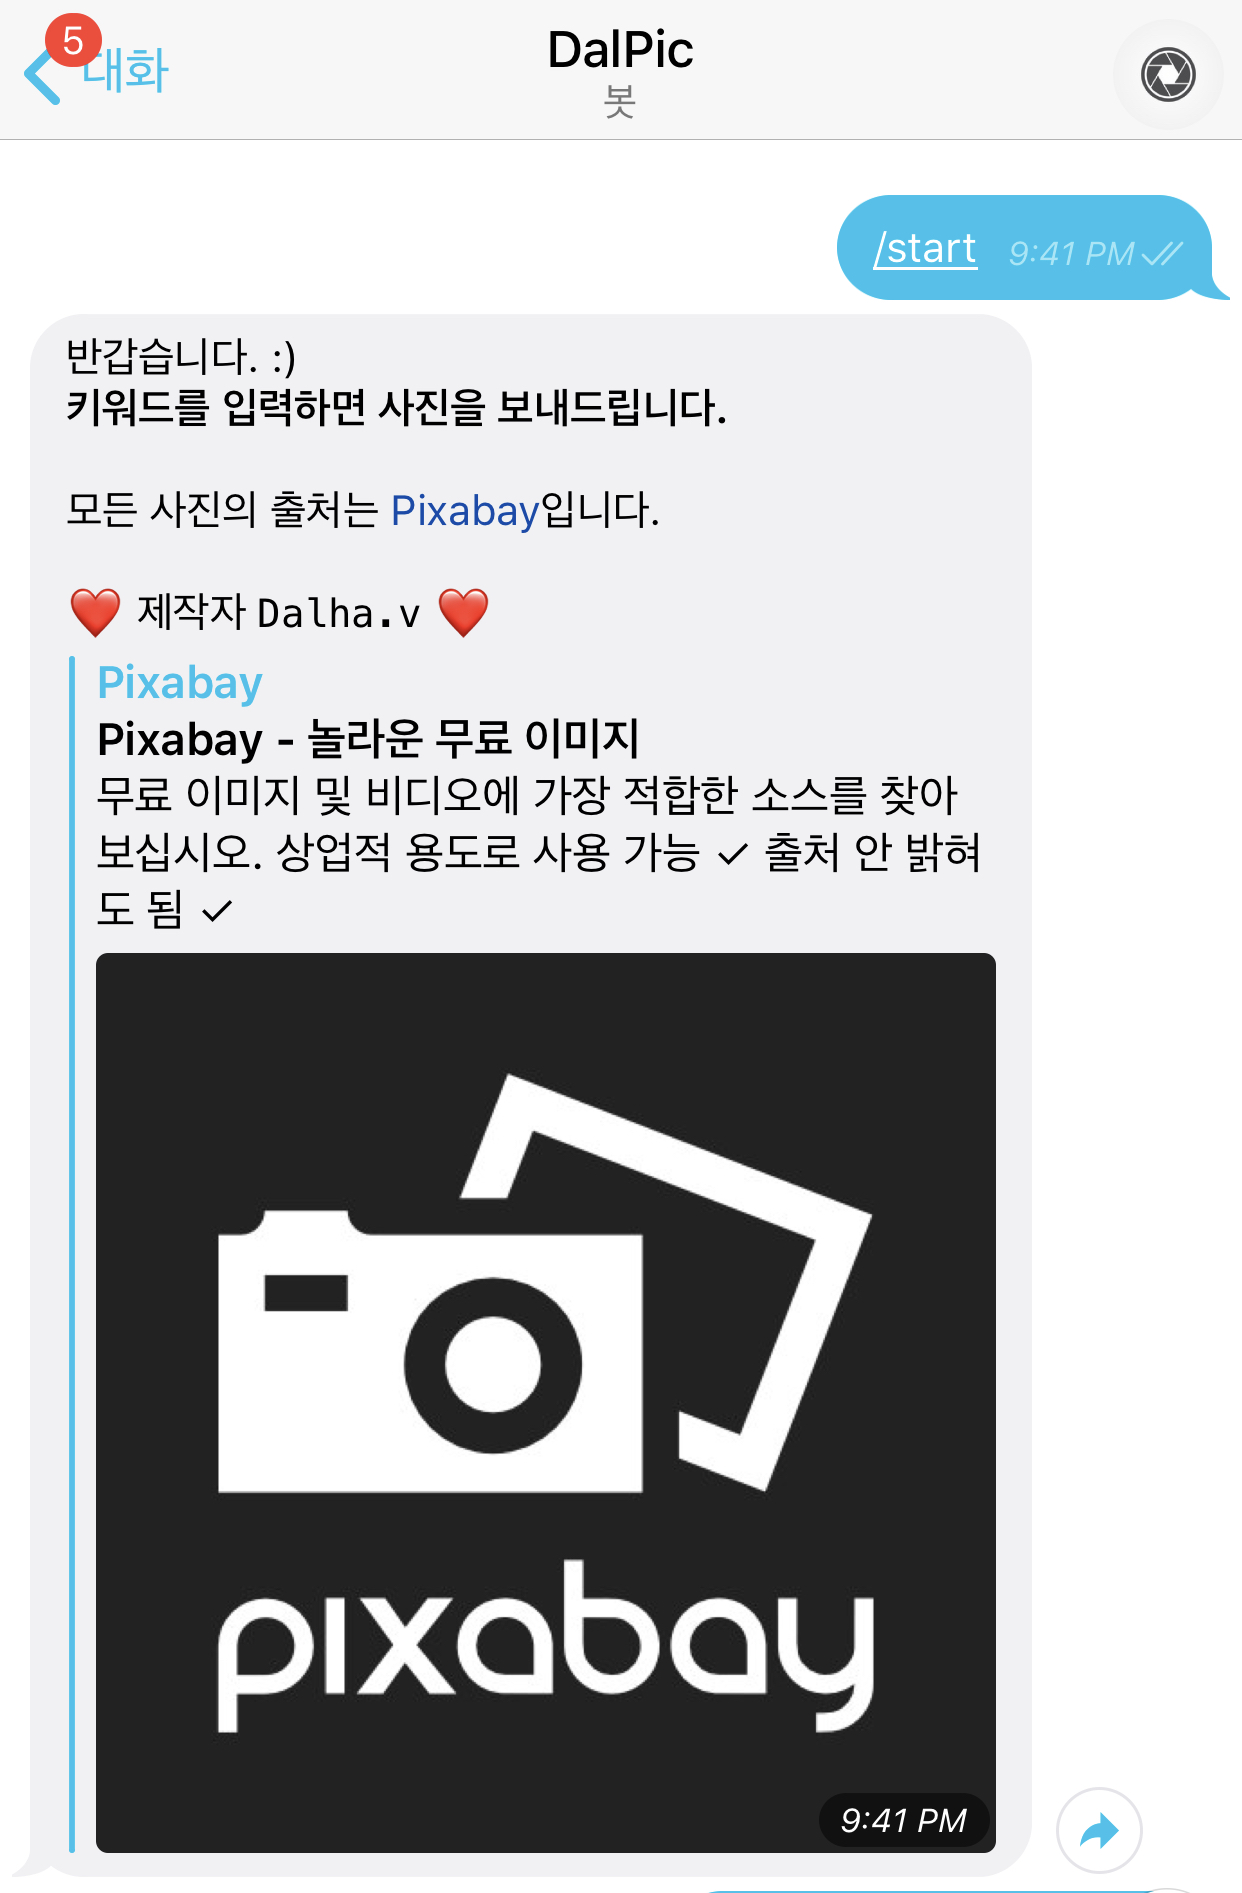 5
대화
DalPic
봇
/start 9:41 PM
반갑습니다. :)
키워드를 입력하면 사진을 보내드립니다.
모든 사진의 출처는 Pixabay입니다.
❤️ 제작자 Dalha.v ❤️
Pixabay
Pixabay - 놀라운 무료 이미지
무료 이미지 및 비디오에 가장 적합한 소스를 찾아
보십시오. 상업적 용도로 사용 가능 ✓ 출처 안 밝혀
도 됨 ✓
pixabay
9:41 PM